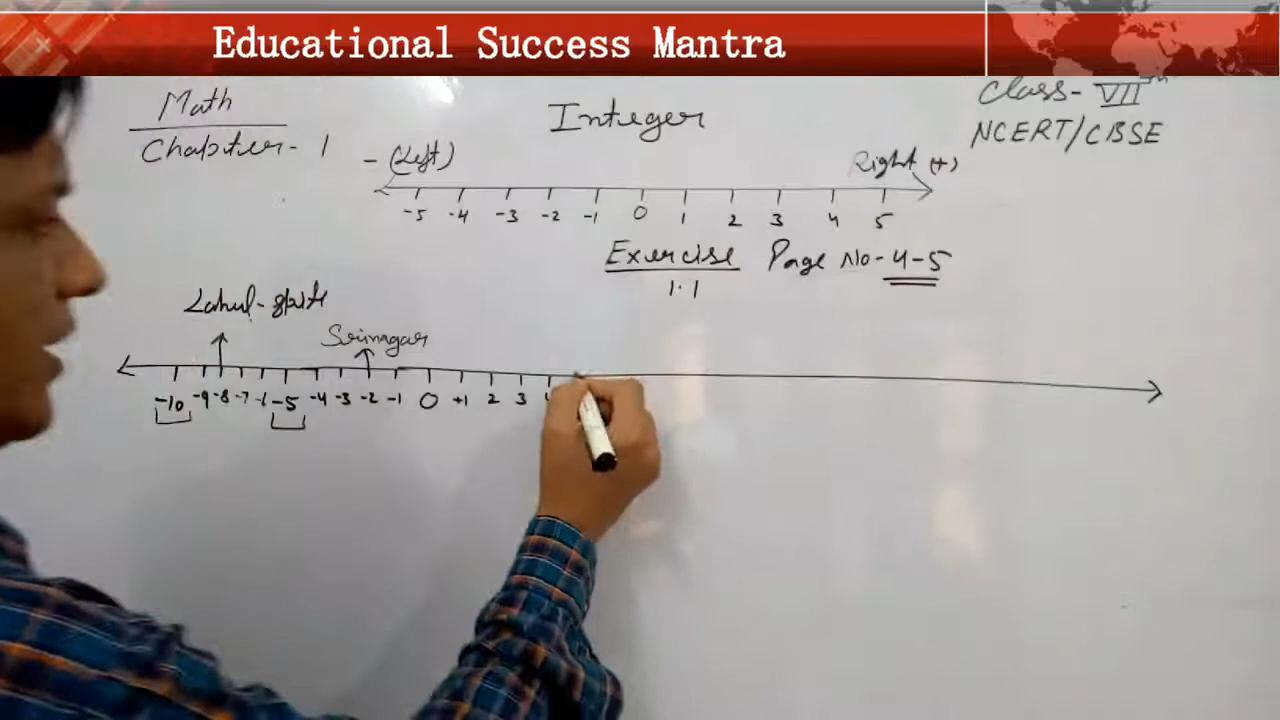 Educational Success Mantra
Math
Chapter - 1
Integer
Class - VII th
NCERT/CBSE
- (Left)
Right (+)
-5 -4 -3 -2 -1 0 1 2 3 4 5
Exercise Page No - 4-5
1.1
Lahul - spite
Srinagar
-10 -9 -8 -7 -6 -5 -4 -3 -2 -1 0 +1 2 3